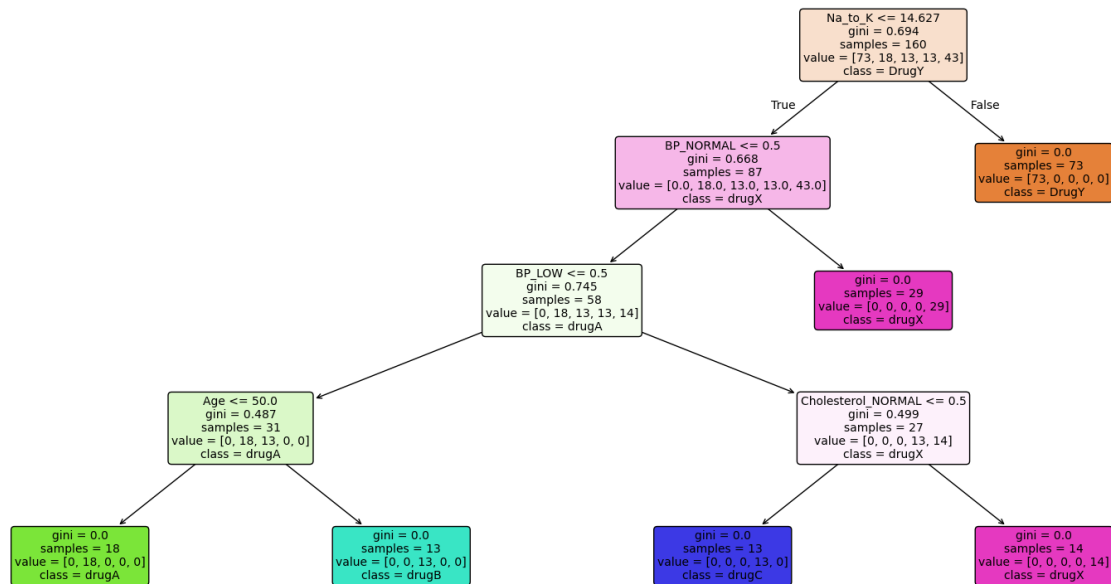 Na_to_K <= 14.627
gini = 0.694
samples = 160
value = [73, 18, 13, 13, 43]
class = DrugY
True
False
BP_NORMAL <= 0.5
gini = 0.668
samples = 87
value = [0.0, 18.0, 13.0, 13.0, 43.0]
class = drugX
gini = 0.0
samples = 73
value = [73, 0, 0, 0, 0]
class = DrugY
BP_LOW <= 0.5
gini = 0.745
samples = 58
value = [0, 18, 13, 13, 14]
class = drugA
gini = 0.0
samples = 29
value = [0, 0, 0, 0, 29]
class = drugX
Age <= 50.0
gini = 0.487
samples = 31
value = [0, 18, 13, 0, 0]
class = drugA
Cholesterol_NORMAL <= 0.5
gini = 0.499
samples = 27
value = [0, 0, 0, 13, 14]
class = drugX
gini = 0.0
samples = 18
value = [0, 18, 0, 0, 0]
class = drugA
gini = 0.0
samples = 13
value = [0, 0, 13, 0, 0]
class = drugB
gini = 0.0
samples = 13
value = [0, 0, 0, 13, 0]
class = drugC
gini = 0.0
samples = 14
value = [0, 0, 0, 0, 14]
class = drugX